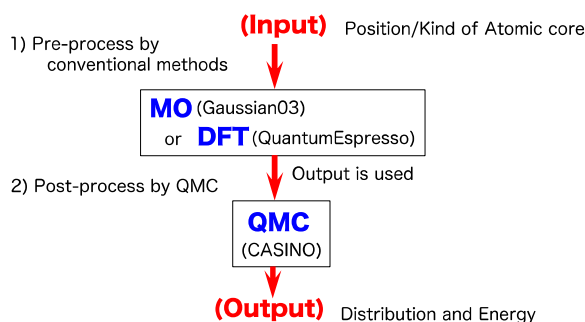 (Input) Position/Kind of Atomic core
1) Pre-process by
conventional methods
MO (Gaussian03)
or DFT (QuantumEspresso)
Output is used
2) Post-process by QMC
QMC
(CASINO)
(Output) Distribution and Energy